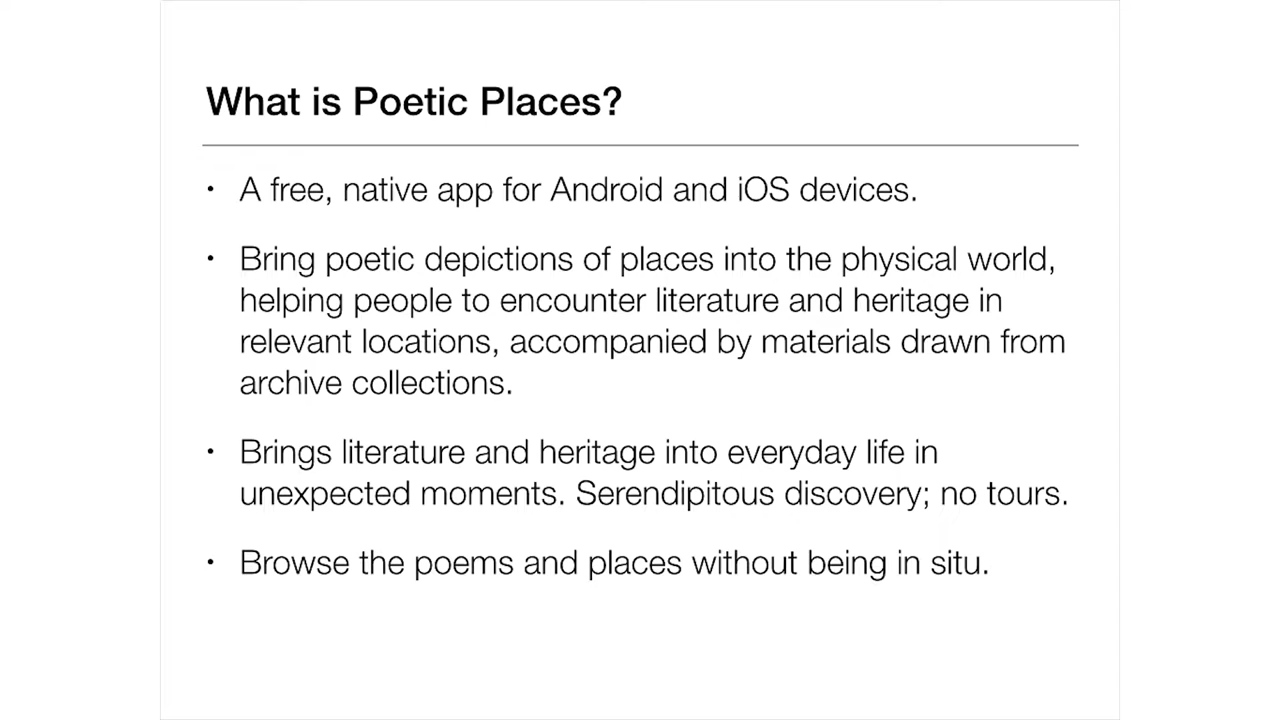 What is Poetic Places?
• A free, native app for Android and iOS devices.
• Bring poetic depictions of places into the physical world,
helping people to encounter literature and heritage in
relevant locations, accompanied by materials drawn from
archive collections.
• Brings literature and heritage into everyday life in
unexpected moments. Serendipitous discovery; no tours.
• Browse the poems and places without being in situ.